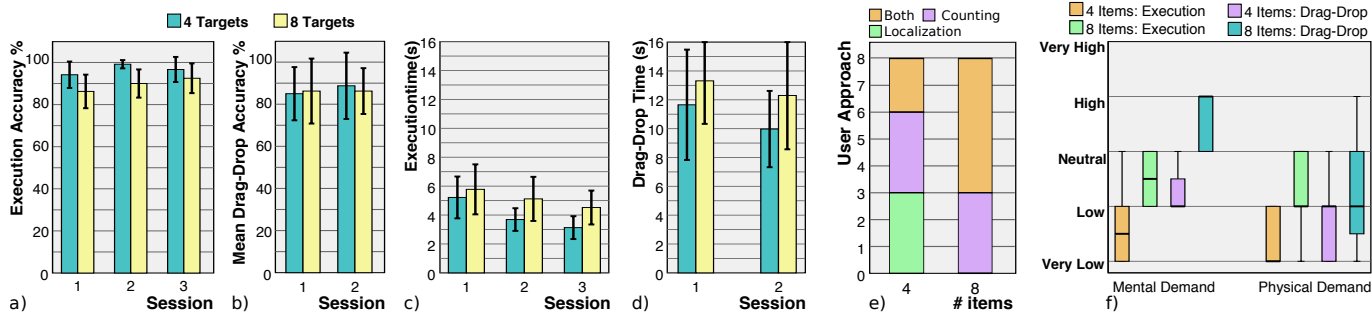 4 Targets
8 Targets
Execution Accuracy %
100
80
60
40
20
0
1
2
3
Session
a)
Mean Drag-Drop Accuracy %
100
80
60
40
20
0
1
2
Session
b)
Executiontime(s)
16
14
12
10
8
6
4
2
0
1
2
3
Session
c)
Drag-Drop Time (s)
16
14
12
10
8
6
4
2
0
1
2
Session
d)
Both
Counting
Localization
User Approach
8
7
6
5
4
3
2
1
0
4
8
# items
e)
4 Items: Execution
4 Items: Drag-Drop
8 Items: Execution
8 Items: Drag-Drop
Very High
High
Neutral
Low
Very Low
Mental Demand
Physical Demand
f)